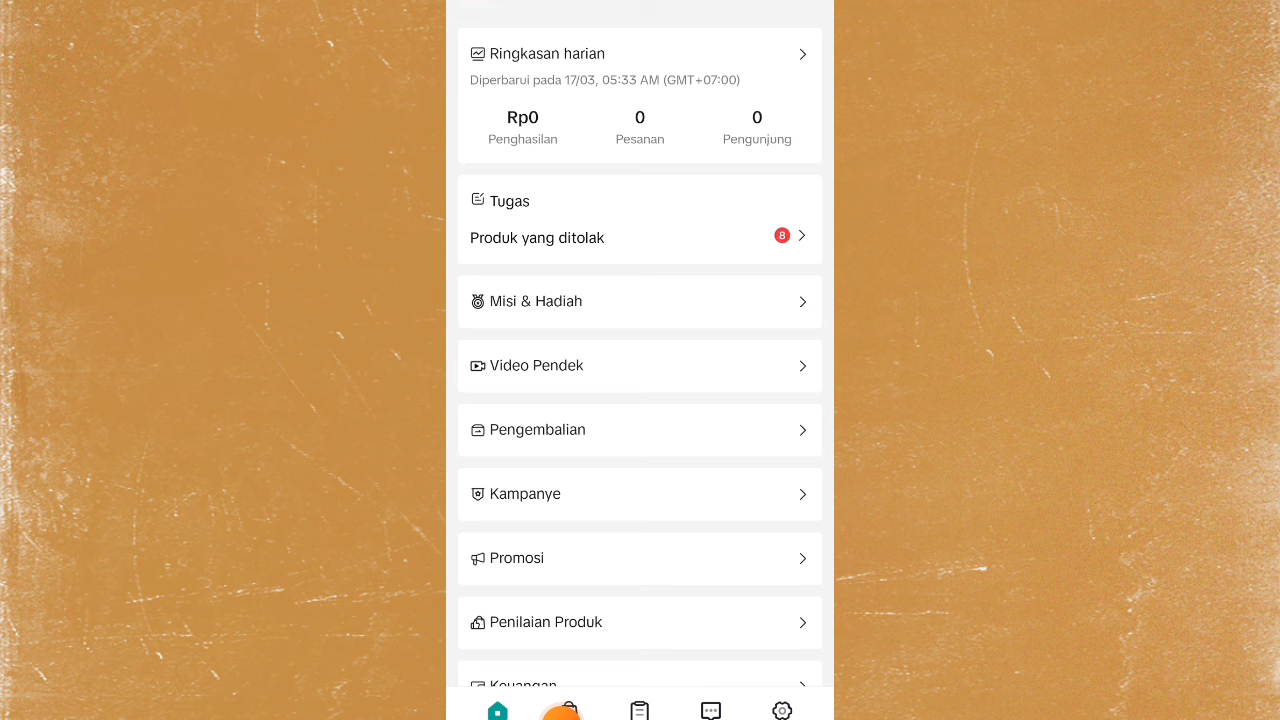 Ringkasan harian
Diperbarui pada 17/03, 05:33 AM (GMT+07:00)
Rp0 0 0
Penghasilan Pesanan Pengunjung
Tugas
Produk yang ditolak 8
Misi & Hadiah
Video Pendek
Pengembalian
Kampanye
Promosi
Penilaian Produk
Keuangan